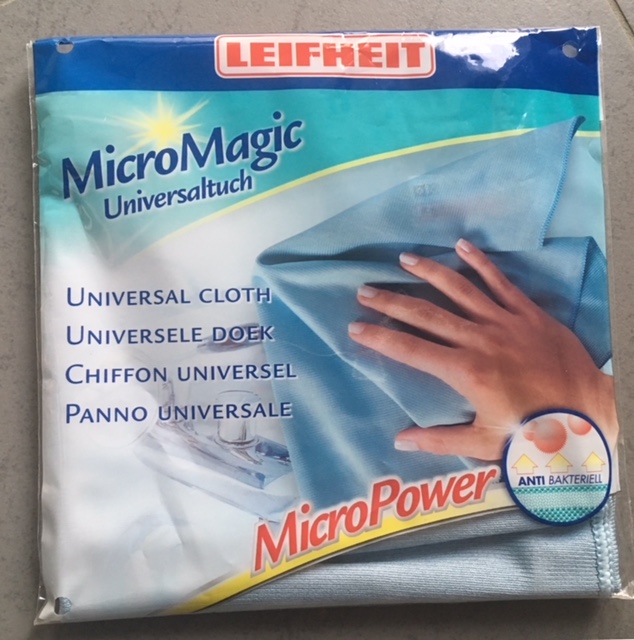 LEIFHEIT
MicroMagic
Universaltuch
UNIVERSAL CLOTH
UNIVERSELE DOEK
CHIFFON UNIVERSEL
PANNO UNIVERSALE
ANTI BAKTERIELL
MicroPower